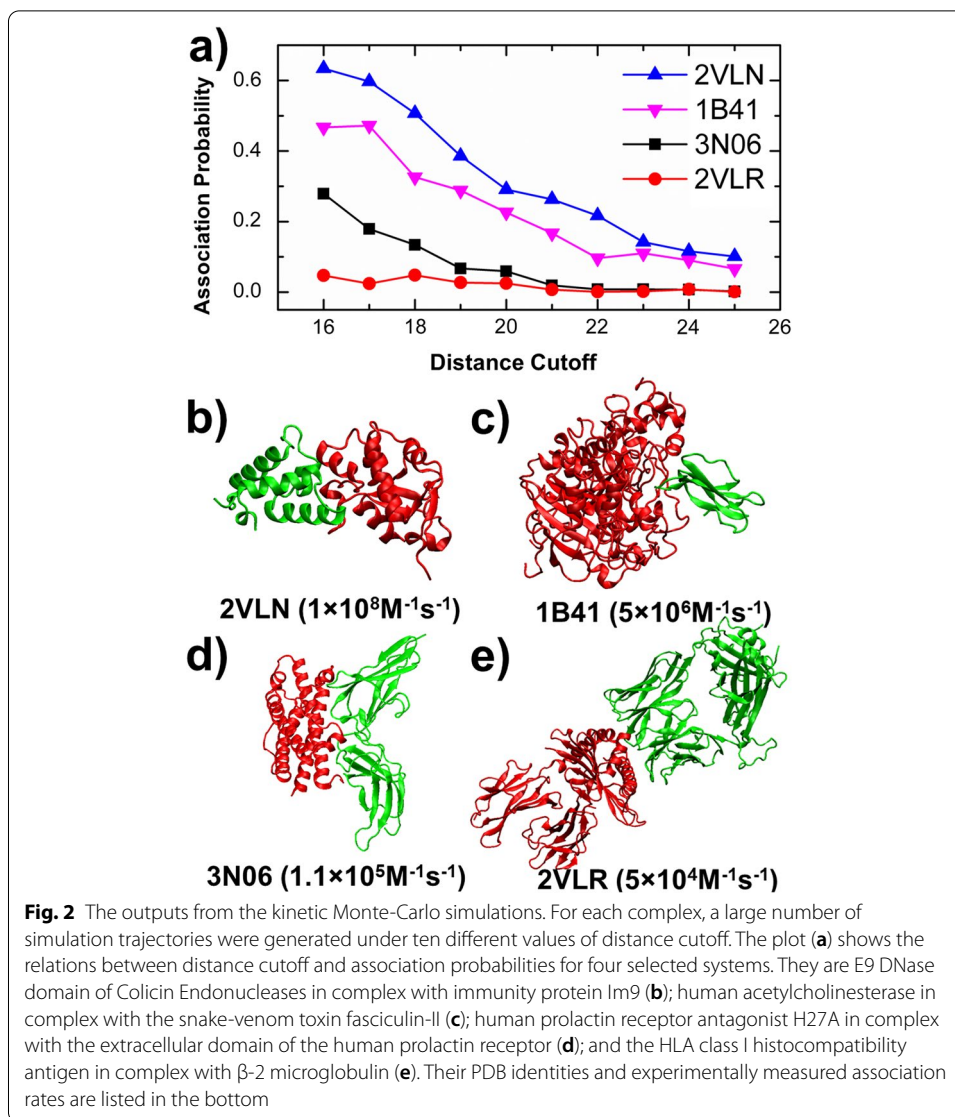 a)
Association Probability
0.6
0.4
0.2
0.0
2VLN
1B41
3N06
2VLR
16 18 20 22 24 26
Distance Cutoff
b)
c)
2VLN (1×10⁸M⁻¹s⁻¹)
1B41 (5×10⁶M⁻¹s⁻¹)
d)
e)
3N06 (1.1×10⁵M⁻¹s⁻¹)
2VLR (5×10⁴M⁻¹s⁻¹)
Fig. 2 The outputs from the kinetic Monte-Carlo simulations. For each complex, a large number of
simulation trajectories were generated under ten different values of distance cutoff. The plot (a) shows the
relations between distance cutoff and association probabilities for four selected systems. They are E9 DNase
domain of Colicin Endonucleases in complex with immunity protein Im9 (b); human acetylcholinesterase in
complex with the snake-venom toxin fasciculin-II (c); human prolactin receptor antagonist H27A in complex
with the extracellular domain of the human prolactin receptor (d); and the HLA class I histocompatibility
antigen in complex with β-2 microglobulin (e). Their PDB identities and experimentally measured association
rates are listed in the bottom